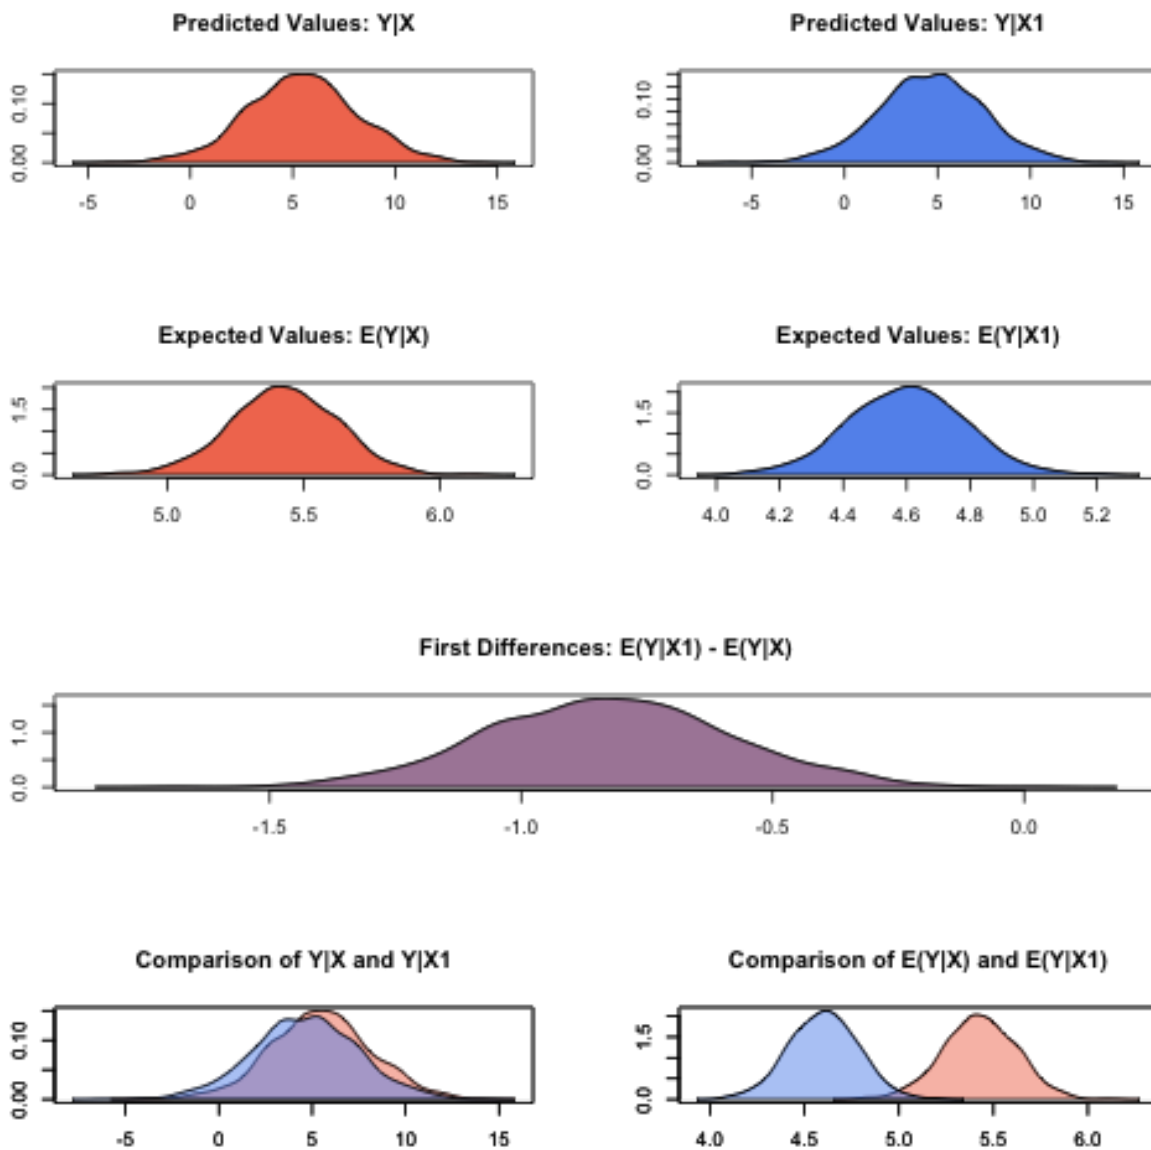 Predicted Values: Y|X
Predicted Values: Y|X1
0.00 0.10
-5 0 5 10 15
0.00 0.10
-5 0 5 10 15
Expected Values: E(Y|X)
Expected Values: E(Y|X1)
0.0 1.5
5.0 5.5 6.0
0.0 1.5
4.0 4.2 4.4 4.6 4.8 5.0 5.2
First Differences: E(Y|X1) - E(Y|X)
0.0 1.0
-1.5 -1.0 -0.5 0.0
Comparison of Y|X and Y|X1
Comparison of E(Y|X) and E(Y|X1)
0.00 0.10
-5 0 5 10 15
0.0 1.5
4.0 4.5 5.0 5.5 6.0